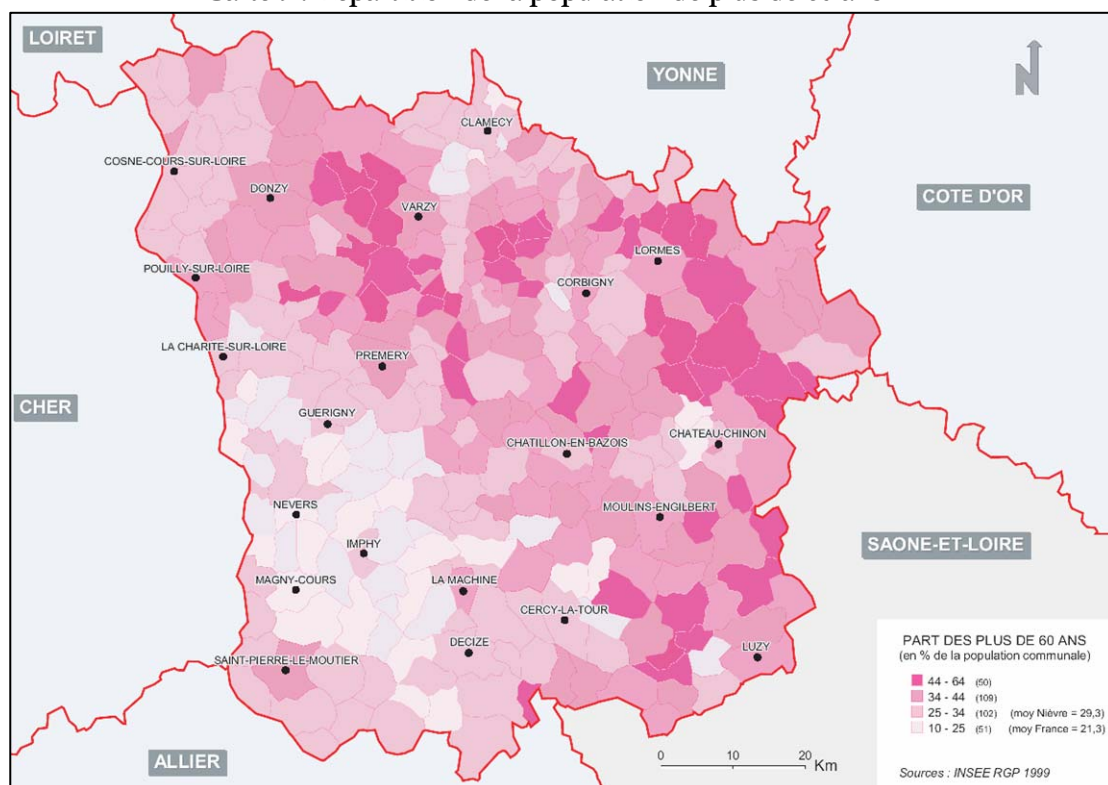 LOIRET
YONNE
N
CLAMECY
COSNE-COURS-SUR-LOIRE
DONZY
VARZY
COTE D'OR
LORMES
POUILLY-SUR-LOIRE
CORBIGNY
LA CHARITE-SUR-LOIRE
PREMERY
CHER
GUERIGNY
CHATEAU-CHINON
CHATILLON-EN-BAZOIS
NEVERS
MOULINS-ENGILBERT
IMPHY
SAONE-ET-LOIRE
MAGNY-COURS
LA MACHINE
CERCY-LA-TOUR
DECIZE
LUZY
SAINT-PIERRE-LE-MOUTIER
PART DES PLUS DE 60 ANS
(en % de la population communale)
44 - 64 (50)
34 - 44 (109)
25 - 34 (102) (moy Nièvre = 29,3)
10 - 25 (51) (moy France = 21,3)
0 10 20
Km
ALLIER
Sources : INSEE RGP 1999